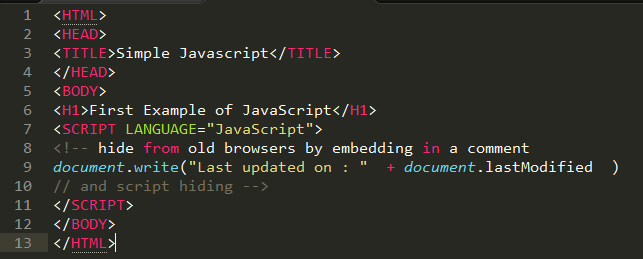 1 <HTML>
2 <HEAD>
3 <TITLE>Simple Javascript</TITLE>
4 </HEAD>
5 <BODY>
6 <H1>First Example of JavaScript</H1>
7 <SCRIPT LANGUAGE="JavaScript">
8 <!-- hide from old browsers by embedding in a comment
9 document.write("Last updated on : "  + document.lastModified  )
10 // and script hiding -->
11 </SCRIPT>
12 </BODY>
13 </HTML>